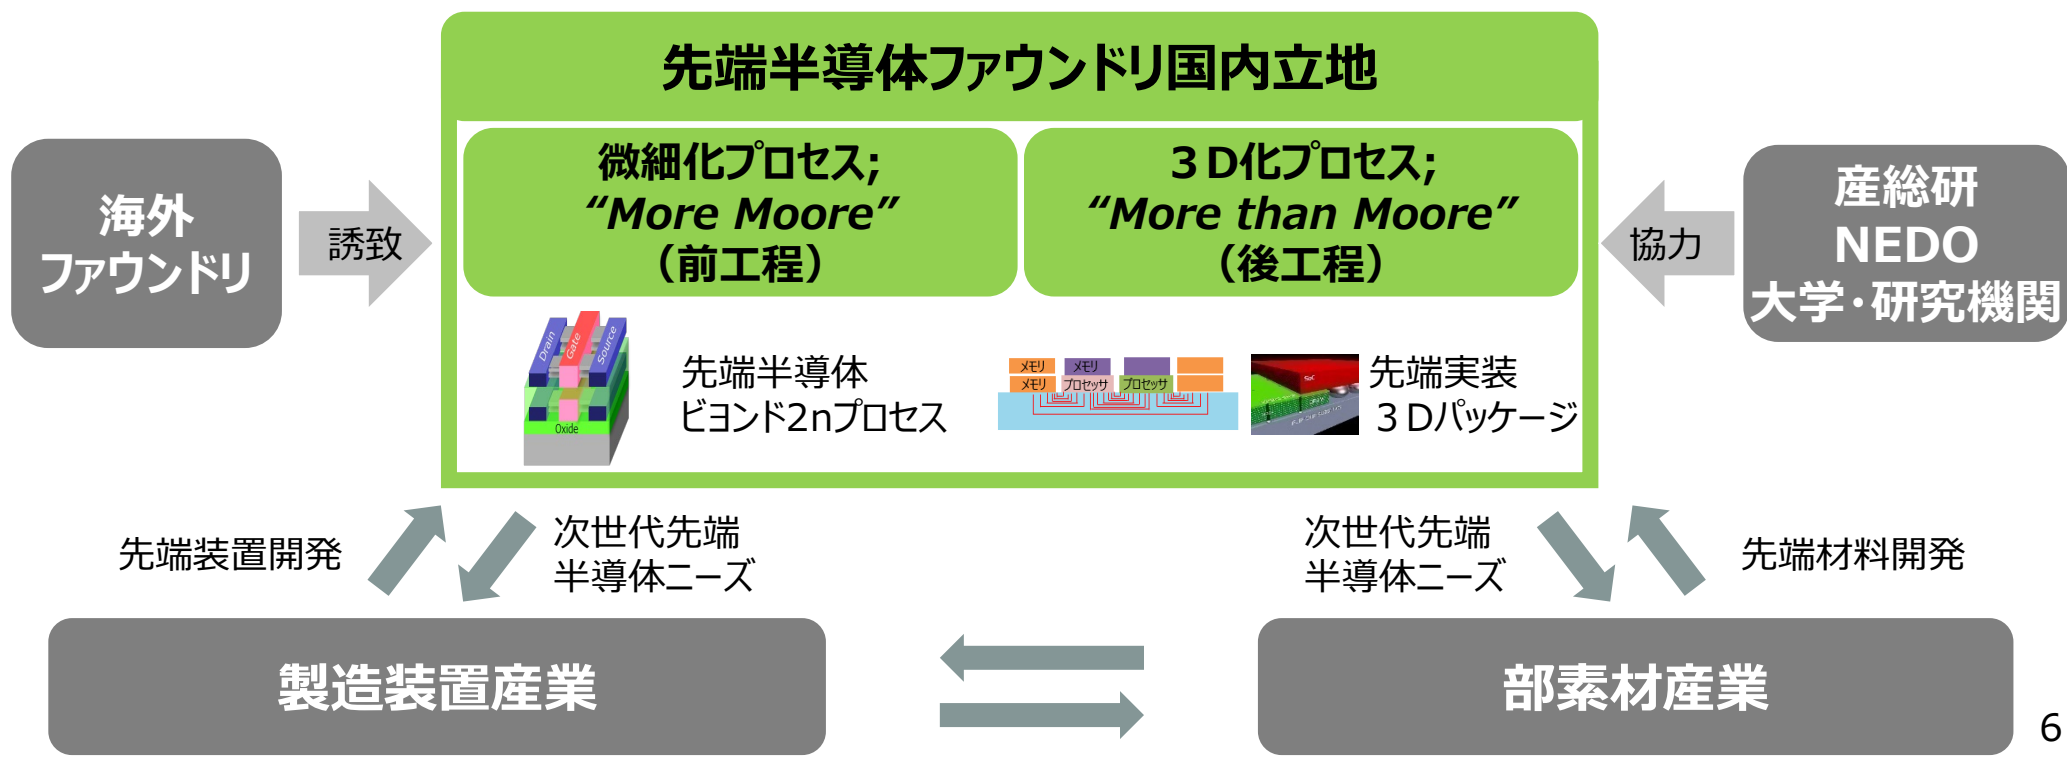 先端半導体ファウンドリ国内立地
海外
ファウンドリ
誘致
微細化プロセス;
“More Moore”
（前工程）
３D化プロセス;
“More than Moore”
（後工程）
協力
産総研
NEDO
大学・研究機関
Drain
Gate
Source
Oxide
先端半導体
ビヨンド2nプロセス
メモリ
メモリ
メモリ
プロセッサ
プロセッサ
SoC
先端実装
３Dパッケージ
先端装置開発
次世代先端
半導体ニーズ
次世代先端
半導体ニーズ
先端材料開発
製造装置産業
部素材産業
6